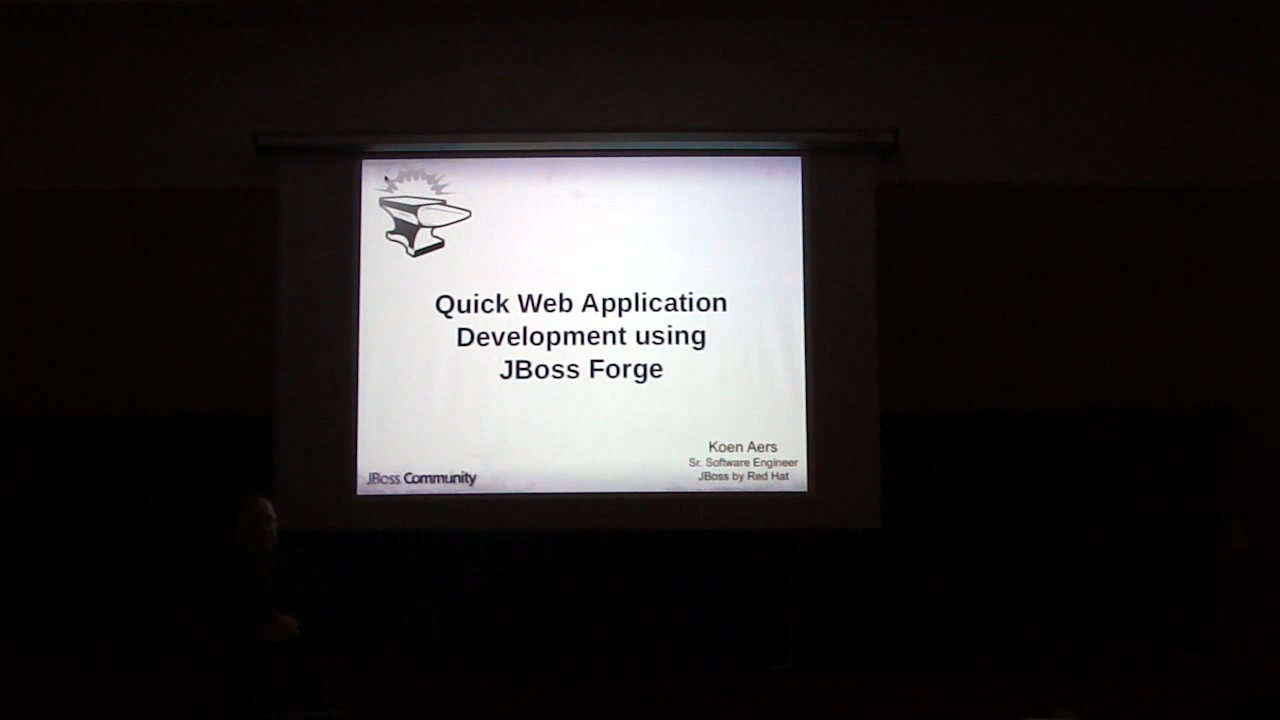 Quick Web Application
Development using
JBoss Forge
Koen Aers
Sr. Software Engineer
JBoss by Red Hat
JBoss Community